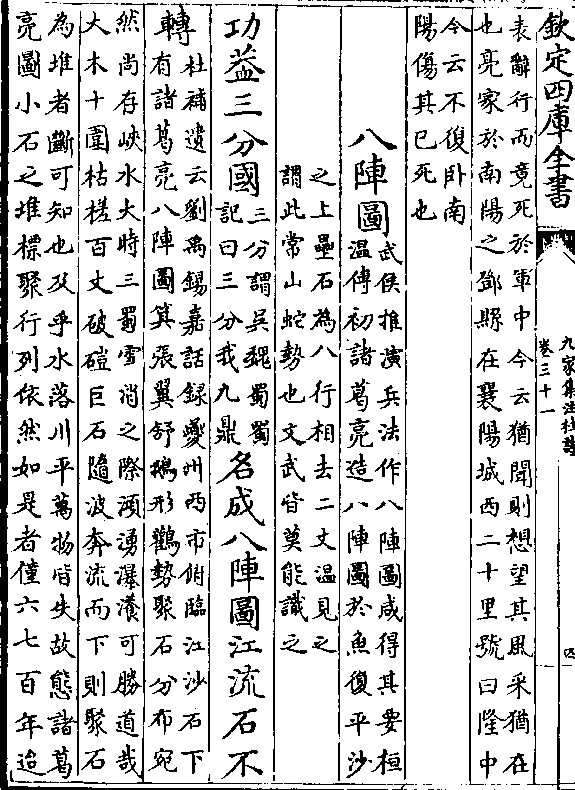 欽定四庫全書
九家集注杜詩
卷三十一
四
表辭行而竟死於軍中今云猶聞則想望其風采猶在
也亮家於南陽之鄧縣在襄陽城西二十里號曰隆中
今云不復卧南
陽傷其已死也
八陣圖
武侯推演兵法作八陣圖咸得其要桓
溫傳初諸葛亮造八陣圖於魚復平沙
之上壘石為八行相去二丈溫見之
謂此常山蛇勢也文武皆莫能識之
功蓋三分國
三分謂吳魏蜀蜀
記曰三分我九鼎
名成八陣圖江流石不
轉
杜補遺云劉禹錫嘉話録夔州西市俯臨江沙石下
有諸葛亮八陣圖箕張翼舒鵝形鸛勢聚石分布宛
然尚存峽水大時三蜀雪消之際澒湧滉瀁可勝道哉
大木十圍枯槎百丈破磑巨石隨波奔流而下則聚石
為堆者斷可知也及乎水落川平萬物皆失故態諸葛
亮圖小石之堆標聚行列依然如是者僅六七百年迨